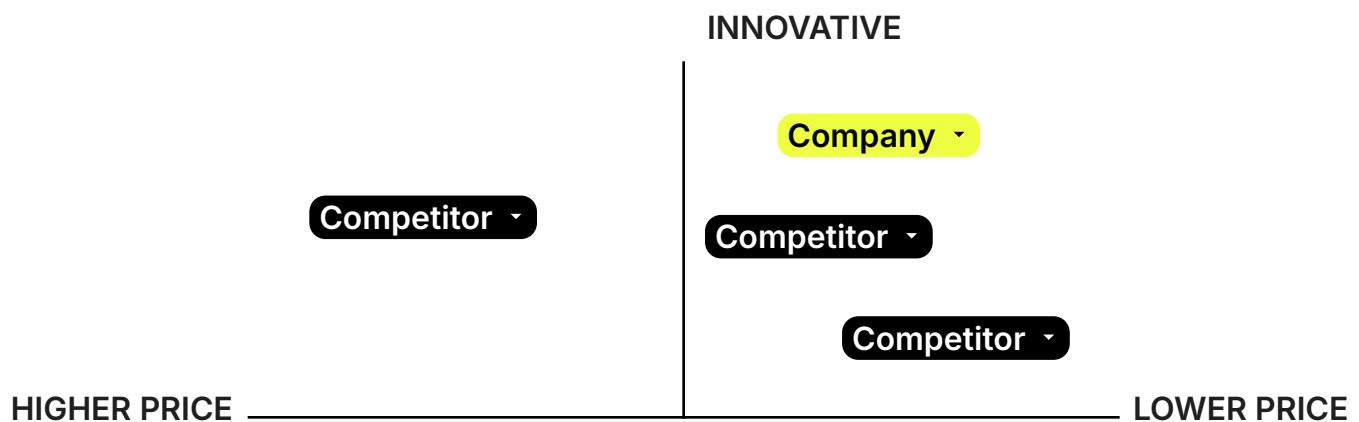 INNOVATIVE
Company
Competitor
Competitor
Competitor
HIGHER PRICE
LOWER PRICE